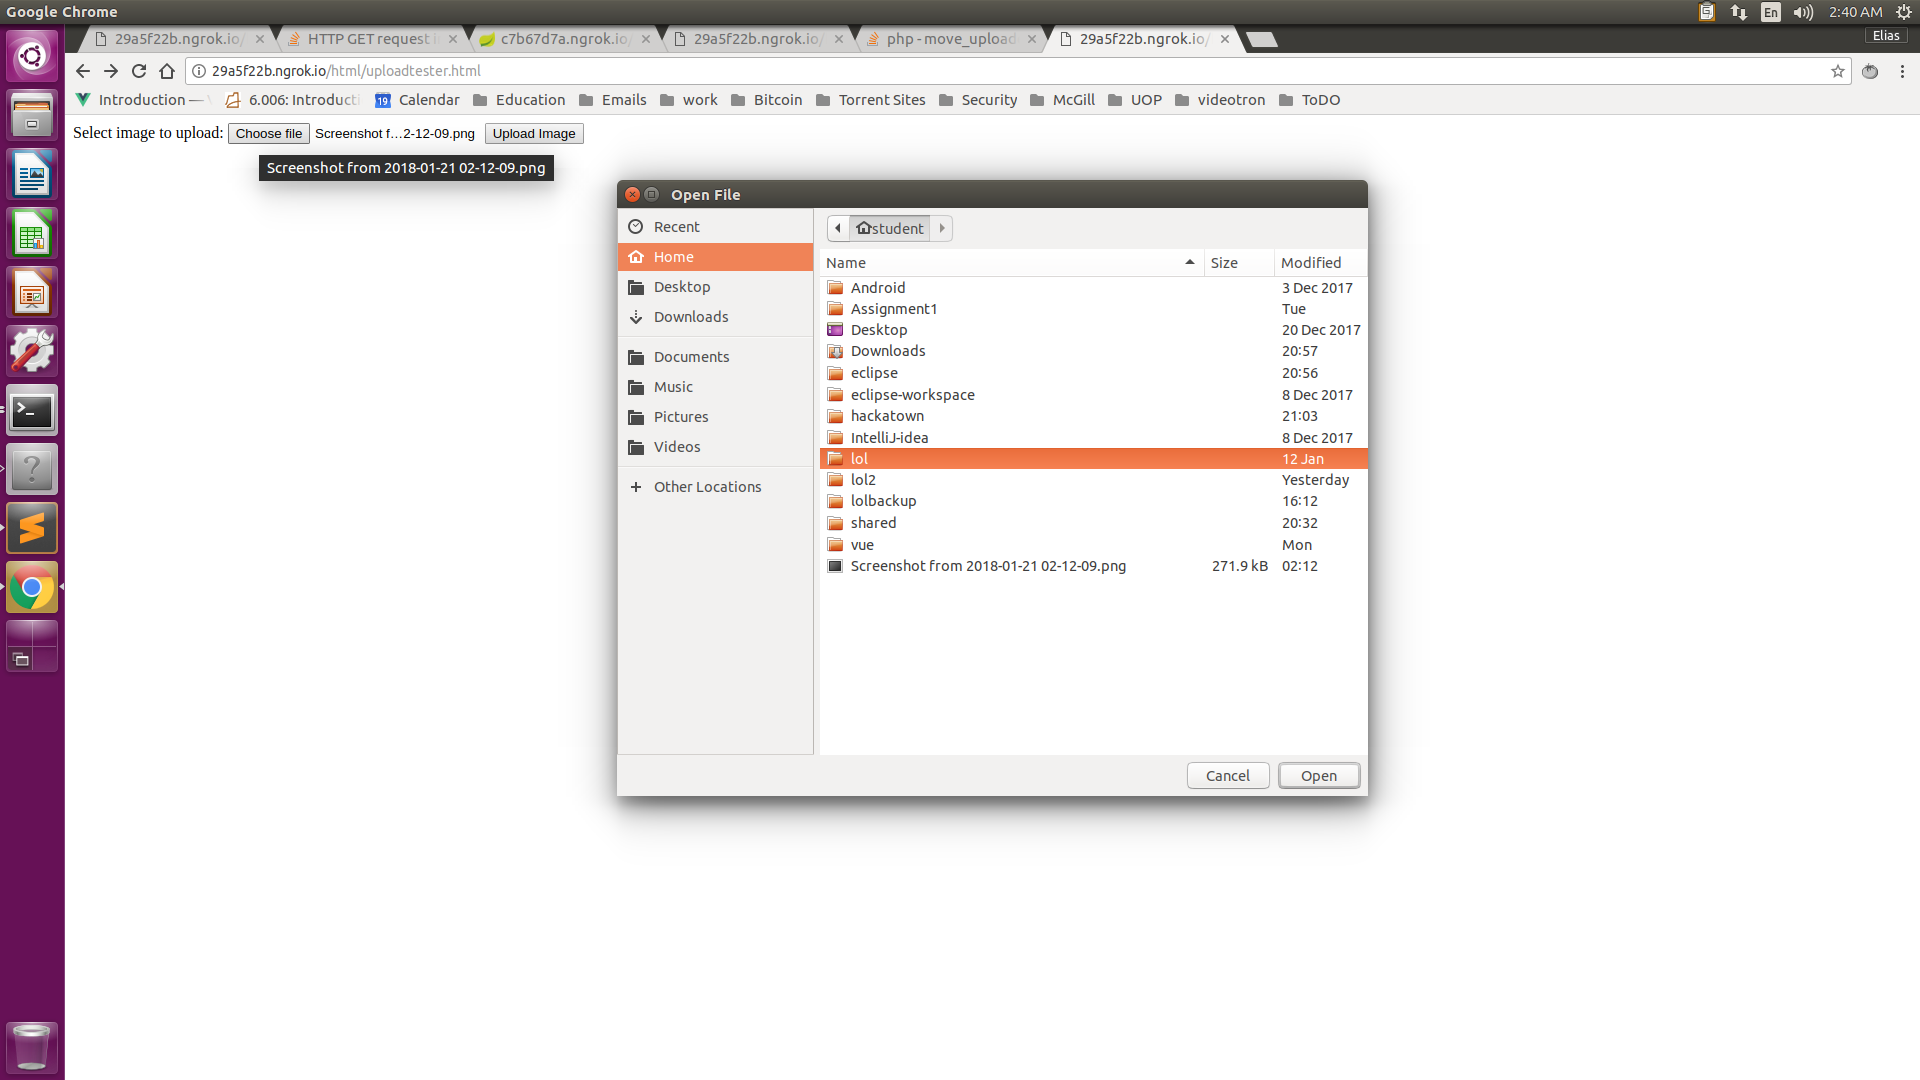 Google Chrome
En
2:40 AM
29a5f22b.ngrok.io/
HTTP GET request i
c7b67d7a.ngrok.io/
29a5f22b.ngrok.io/
php - move_upload
29a5f22b.ngrok.io/
Elias
29a5f22b.ngrok.io/html/uploadtester.html
Introduction —
6.006: Introducti
19
Calendar
Education
Emails
work
Bitcoin
Torrent Sites
Security
McGill
UOP
videotron
ToDO
Select image to upload: Choose file Screenshot f…2-12-09.png Upload Image
Screenshot from 2018-01-21 02-12-09.png
Open File
Recent
Home
Desktop
Downloads
Documents
Music
Pictures
Videos
Other Locations
student
Name Size Modified
Android 3 Dec 2017
Assignment1 Tue
Desktop 20 Dec 2017
Downloads 20:57
eclipse 20:56
eclipse-workspace 8 Dec 2017
hackatown 21:03
IntelliJ-idea 8 Dec 2017
lol 12 Jan
lol2 Yesterday
lolbackup 16:12
shared 20:32
vue Mon
Screenshot from 2018-01-21 02-12-09.png 271.9 kB 02:12
Cancel
Open